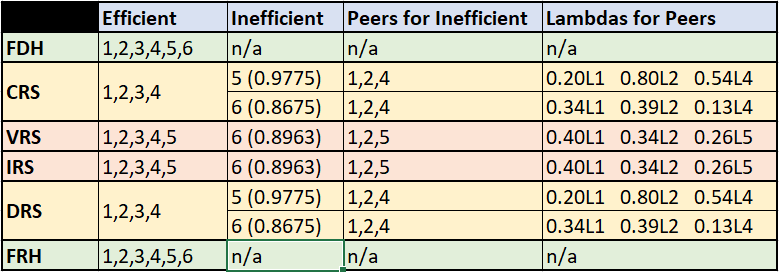 Efficient Inefficient Peers for Inefficient Lambdas for Peers
FDH 1,2,3,4,5,6 n/a n/a n/a
CRS 1,2,3,4 5 (0.9775) 1,2,4 0.20L1 0.80L2 0.54L4
6 (0.8675) 1,2,4 0.34L1 0.39L2 0.13L4
VRS 1,2,3,4,5 6 (0.8963) 1,2,5 0.40L1 0.34L2 0.26L5
IRS 1,2,3,4,5 6 (0.8963) 1,2,5 0.40L1 0.34L2 0.26L5
DRS 1,2,3,4 5 (0.9775) 1,2,4 0.20L1 0.80L2 0.54L4
6 (0.8675) 1,2,4 0.34L1 0.39L2 0.13L4
FRH 1,2,3,4,5,6 n/a n/a n/a